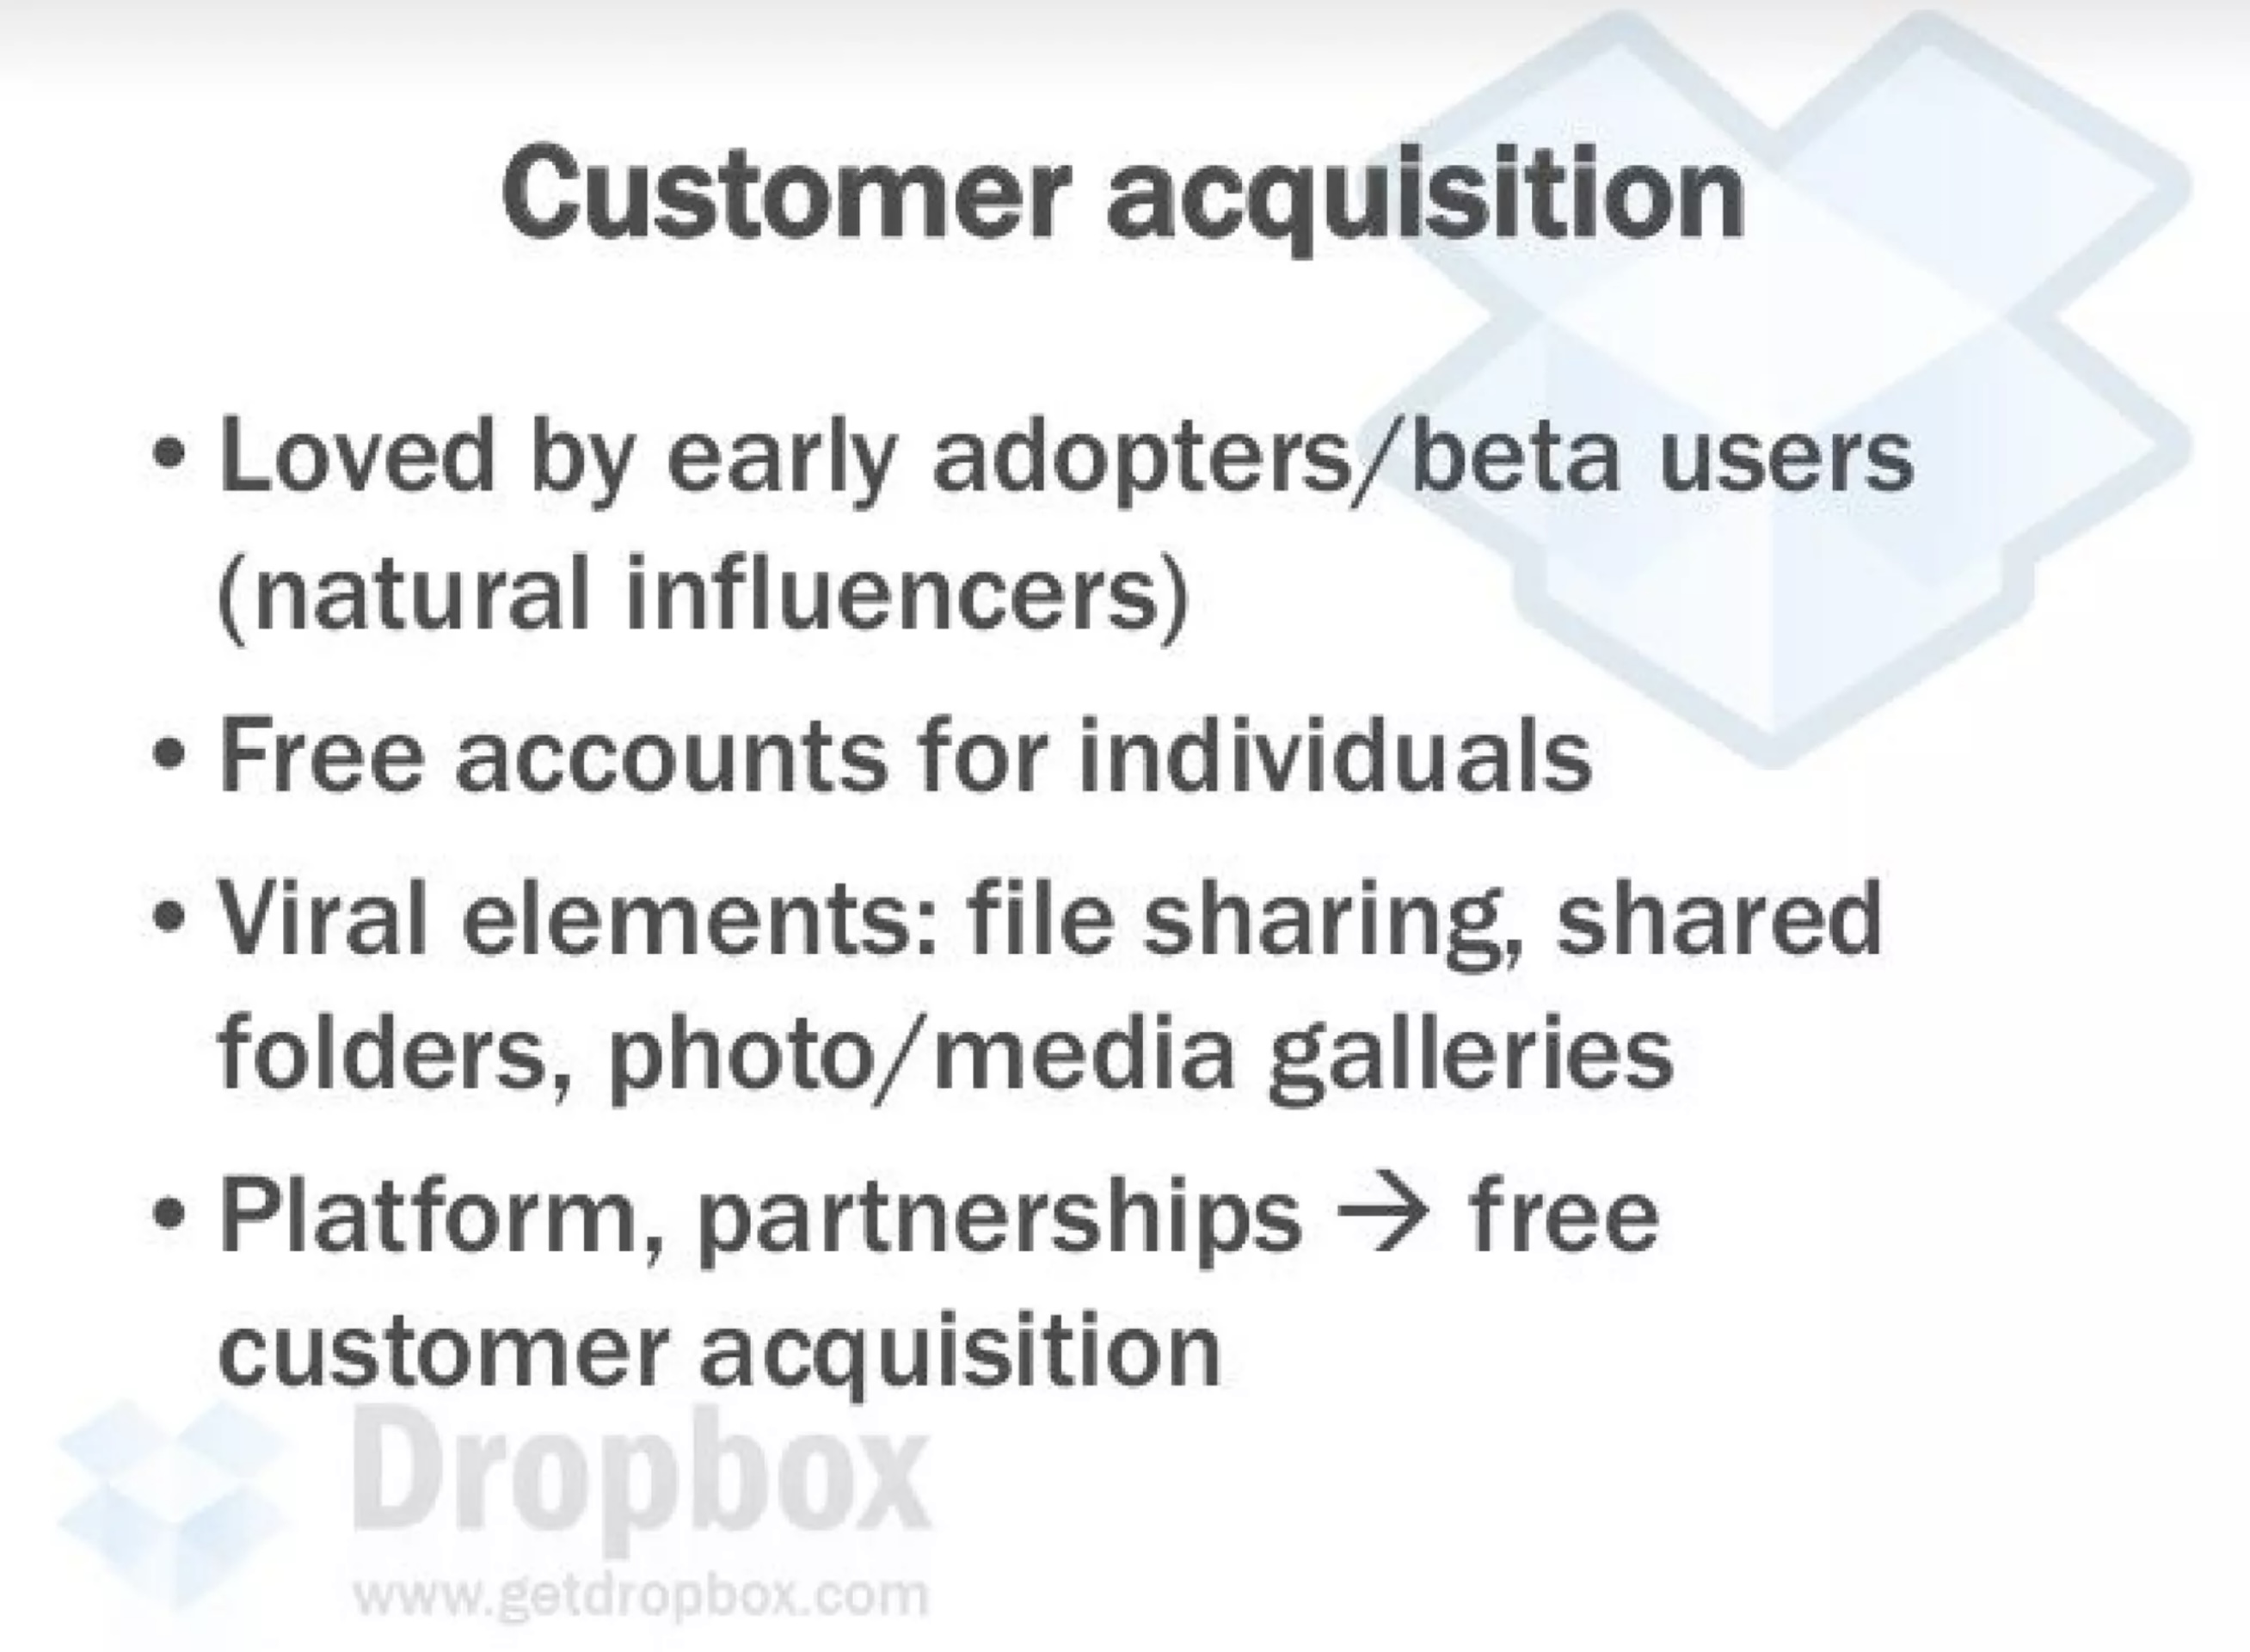 Customer acquisition
• Loved by early adopters/beta users
(natural influencers)
• Free accounts for individuals
• Viral elements: file sharing, shared
folders, photo/media galleries
• Platform, partnerships → free
customer acquisition
Dropbox
www.getdropbox.com